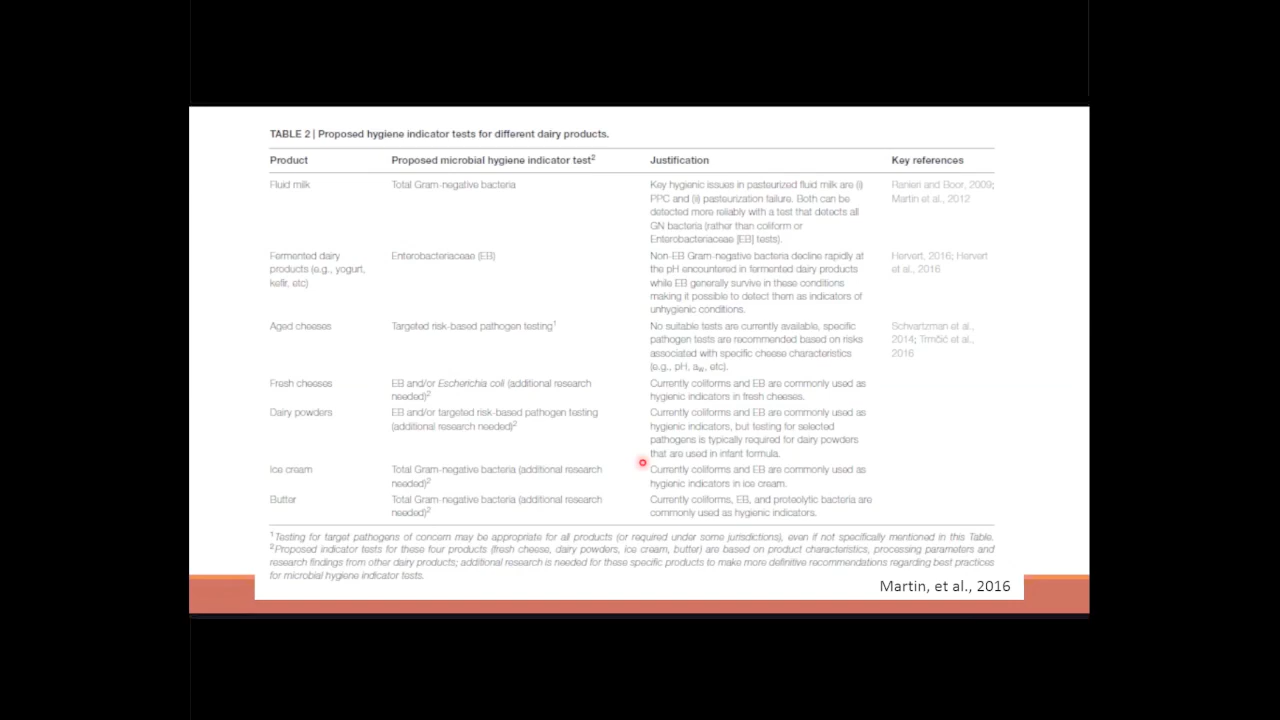 TABLE 2 | Proposed hygiene indicator tests for different dairy products.
Product Proposed microbial hygiene indicator test2 Justification Key references
Fluid milk Total Gram-negative bacteria Key hygienic issues in pasteurized fluid milk are (i) Ranieri and Boor, 2009;
PPC and (ii) pasteurization failure. Both can be Martin et al., 2012
detected more reliably with a test that detects all
GN bacteria (rather than coliform or
Enterobacteriaceae [EB] tests).
Fermented dairy Enterobacteriaceae (EB) Non-EB Gram-negative bacteria decline rapidly at Hervert, 2016; Hervert
products (e.g., yogurt, the pH encountered in fermented dairy products et al., 2016
kefir, etc) while EB generally survive in these conditions
making it possible to detect them as indicators of
unhygienic conditions.
Aged cheeses Targeted risk-based pathogen testing1 No suitable tests are currently available, specific Schvartzman et al.,
pathogen tests are recommended based on risks 2014; Trmčić et al.,
associated with specific cheese characteristics 2016
(e.g., pH, aw, etc).
Fresh cheeses EB and/or Escherichia coli (additional research Currently coliforms and EB are commonly used as
needed)2 hygienic indicators in fresh cheeses.
Dairy powders EB and/or targeted risk-based pathogen testing Currently coliforms and EB are commonly used as
(additional research needed)2 hygienic indicators, but testing for selected
pathogens is typically required for dairy powders
that are used in infant formula.
Ice cream Total Gram-negative bacteria (additional research Currently coliforms and EB are commonly used as
needed)2 hygienic indicators in ice cream.
Butter Total Gram-negative bacteria (additional research Currently coliforms, EB, and proteolytic bacteria are
needed)2 commonly used as hygienic indicators.
1Testing for target pathogens of concern may be appropriate for all products (or required under some jurisdictions), even if not specifically mentioned in this Table.
2Proposed indicator tests for these four products (fresh cheese, dairy powders, ice cream, butter) are based on product characteristics, processing parameters and
research findings from other dairy products; additional research is needed for these specific products to make more definitive recommendations regarding best practices
for microbial hygiene indicator tests.
Martin, et al., 2016